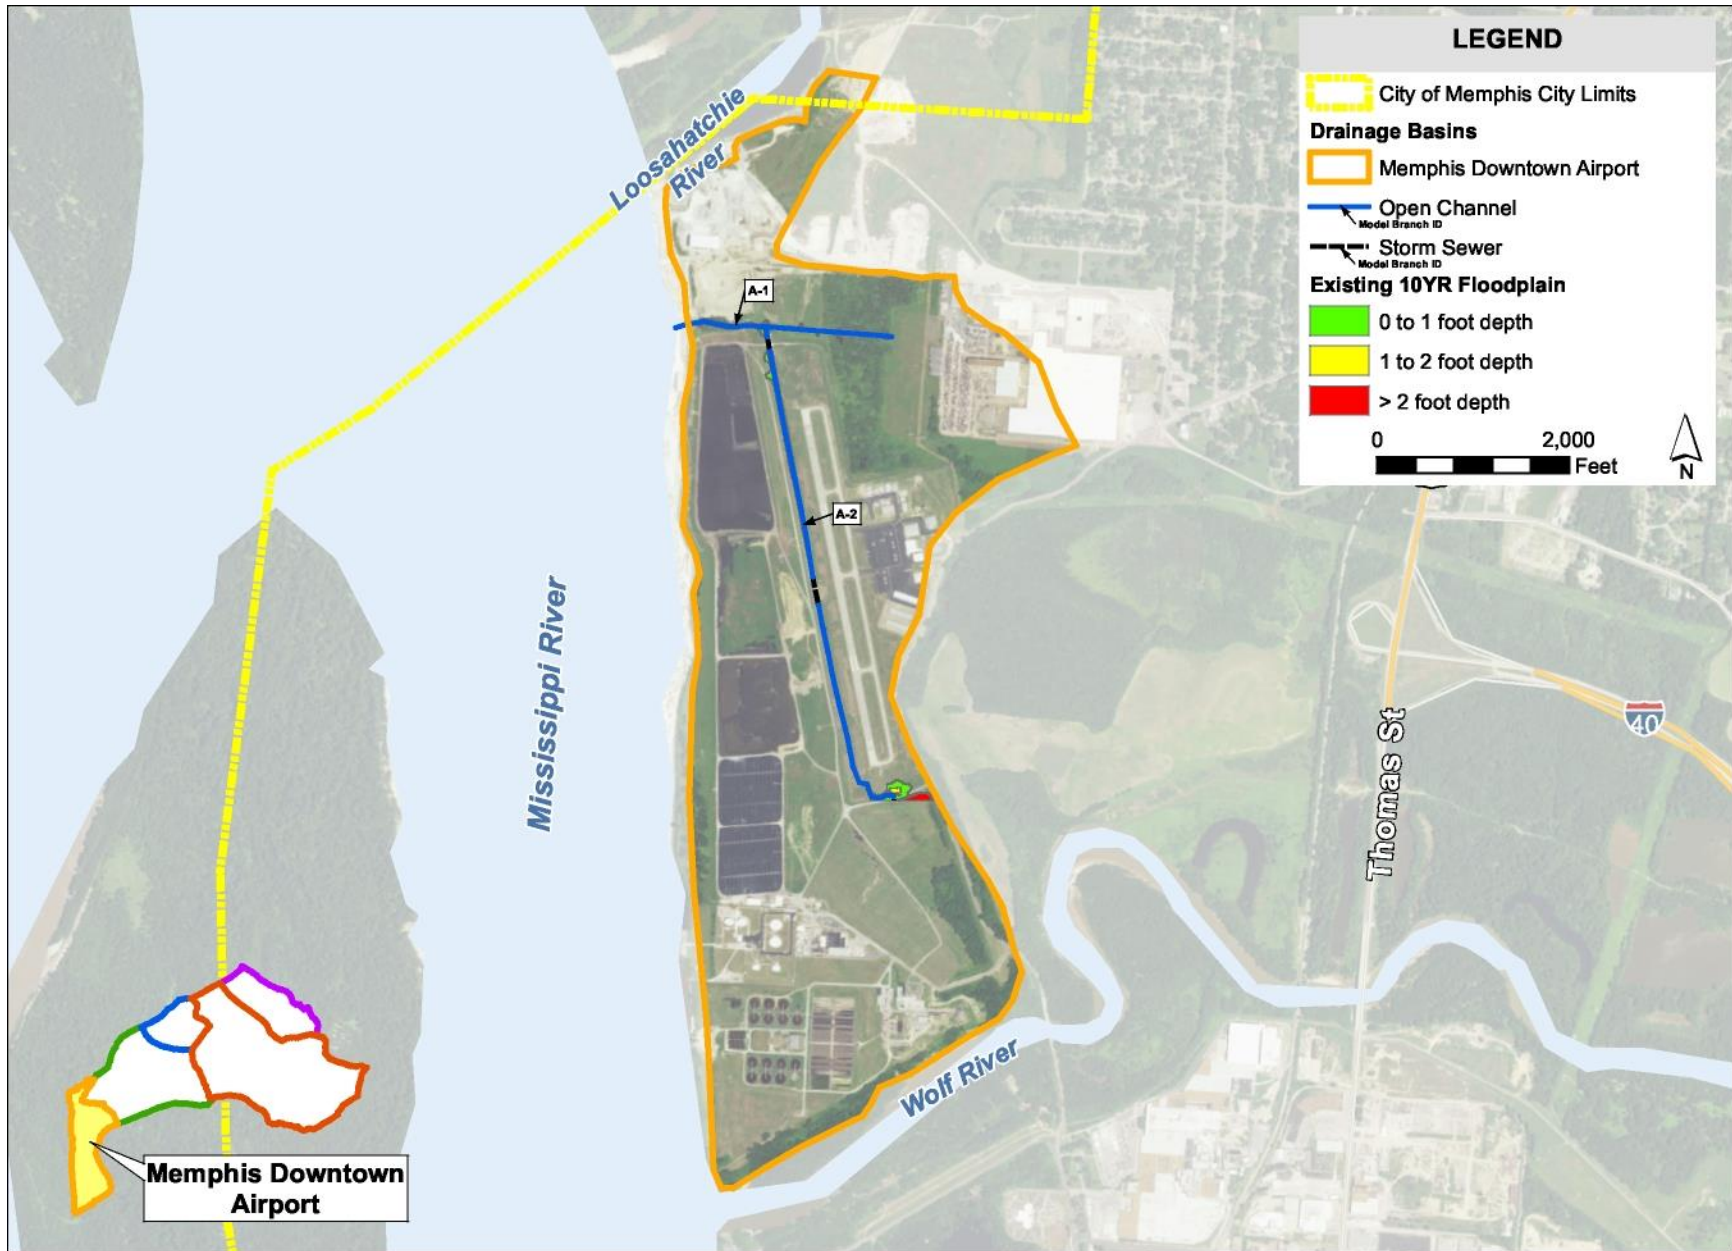 LEGEND
City of Memphis City Limits
Drainage Basins
Memphis Downtown Airport
Open Channel
Model Branch ID
Storm Sewer
Model Branch ID
Existing 10YR Floodplain
0 to 1 foot depth
1 to 2 foot depth
> 2 foot depth
0 2,000
Feet
N
Loosahatchie
River
A-1
A-2
Mississippi River
40
Thomas St
Wolf River
Memphis Downtown
Airport